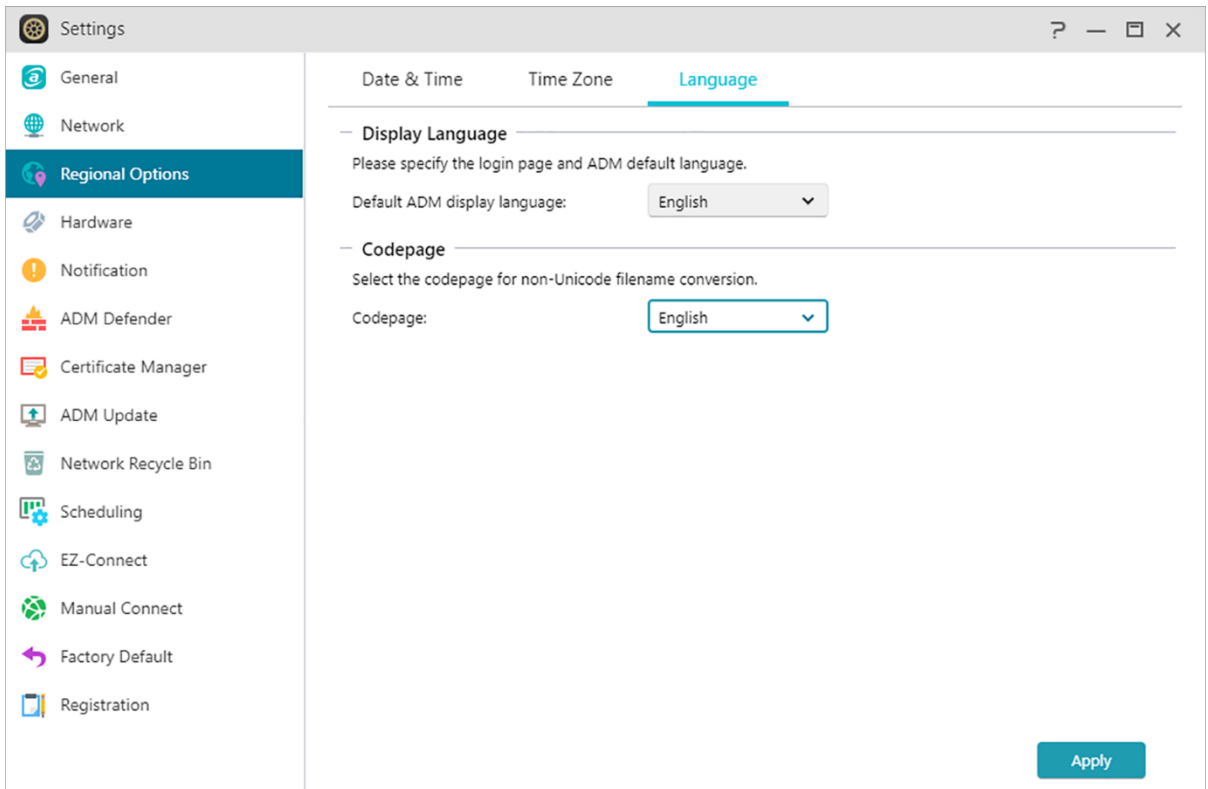 Settings
General
Network
Regional Options
Hardware
Notification
ADM Defender
Certificate Manager
ADM Update
Network Recycle Bin
Scheduling
EZ-Connect
Manual Connect
Factory Default
Registration
Date & Time Time Zone Language
Display Language
Please specify the login page and ADM default language.
Default ADM display language: English
Codepage
Select the codepage for non-Unicode filename conversion.
Codepage: English
Apply